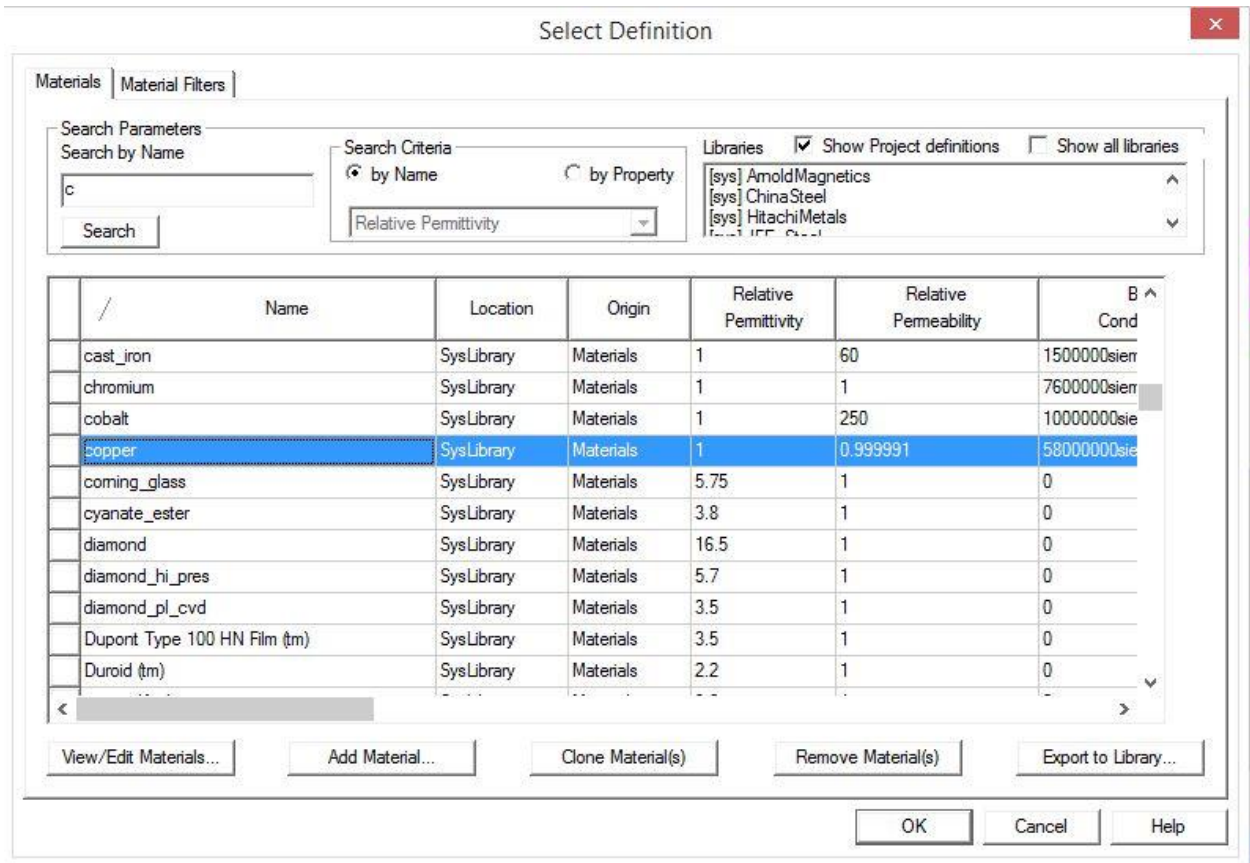 Select Definition
Materials
Material Filters
Search Parameters
Search by Name
Search Criteria
Libraries
Show Project definitions
Show all libraries
by Name
by Property
[sys] ArnoldMagnetics
[sys] ChinaSteel
[sys] HitachiMetals
c
Relative Permittivity
Search
/ Name Location Origin Relative Permittivity Relative Permeability B Cond
cast_iron SysLibrary Materials 1 60 1500000siem
chromium SysLibrary Materials 1 1 7600000siem
cobalt SysLibrary Materials 1 250 10000000sie
copper SysLibrary Materials 1 0.999991 58000000sie
corning_glass SysLibrary Materials 5.75 1 0
cyanate_ester SysLibrary Materials 3.8 1 0
diamond SysLibrary Materials 16.5 1 0
diamond_hi_pres SysLibrary Materials 5.7 1 0
diamond_pl_cvd SysLibrary Materials 3.5 1 0
Dupont Type 100 HN Film (tm) SysLibrary Materials 3.5 1 0
Duroid (tm) SysLibrary Materials 2.2 1 0
View/Edit Materials... Add Material... Clone Material(s) Remove Material(s) Export to Library...
OK Cancel Help